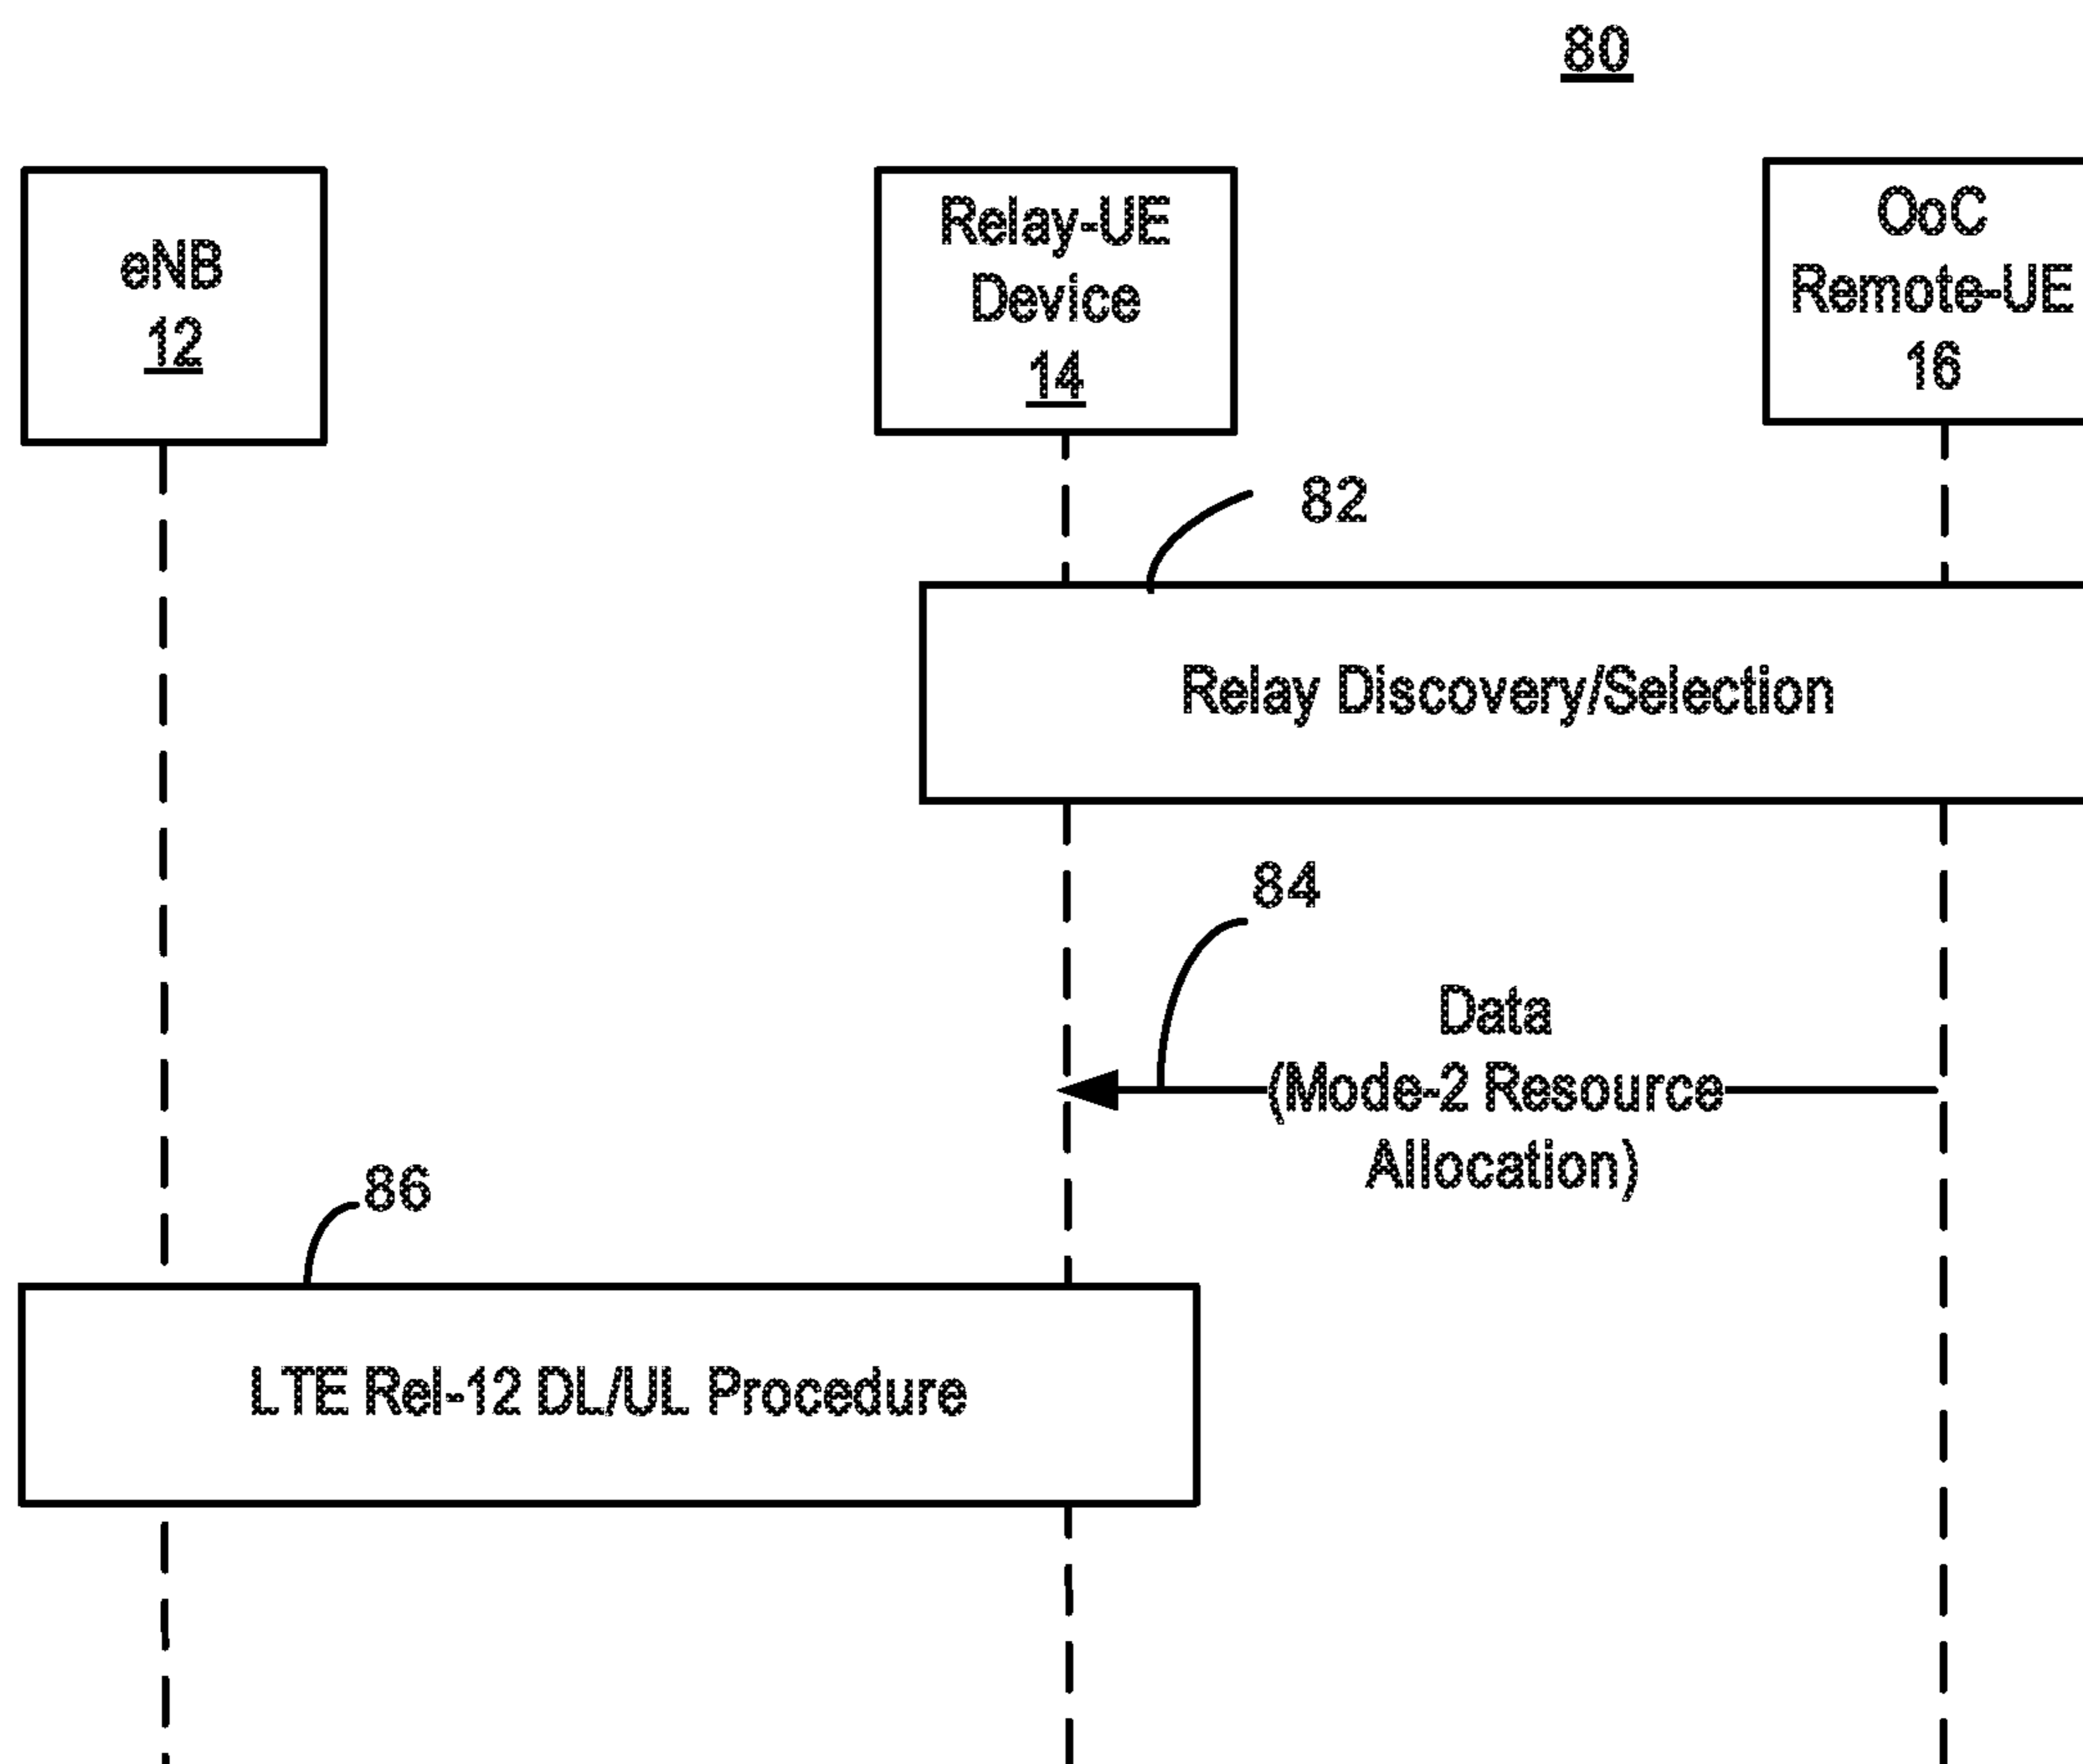 80
eNB
12
Relay-UE
Device
14
OoC
Remote-UE
16
82
Relay Discovery/Selection
84
Data
(Mode-2 Resource
Allocation)
86
LTE Rel-12 DL/UL Procedure